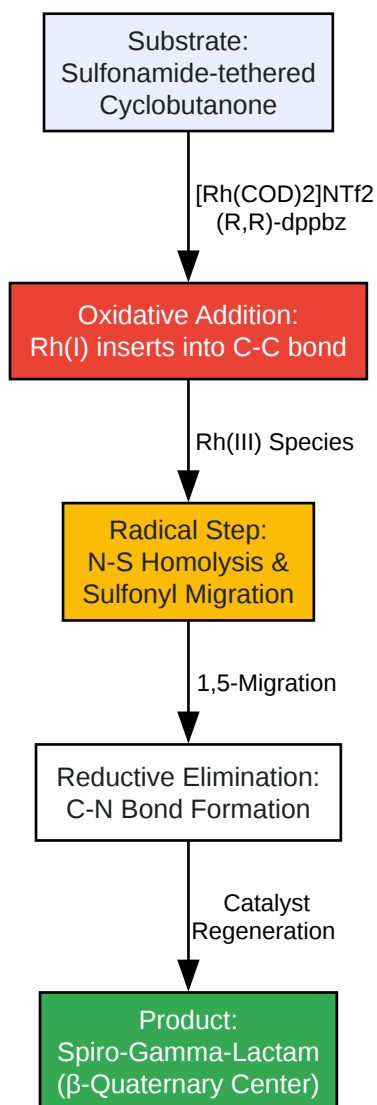 Substrate:
Sulfonamide-tethered
Cyclobutanone
[Rh(COD)2]NTf2
(R,R)-dppbz
Oxidative Addition:
Rh(I) inserts into C-C bond
Rh(III) Species
Radical Step:
N-S Homolysis &
Sulfonyl Migration
1,5-Migration
Reductive Elimination:
C-N Bond Formation
Catalyst
Regeneration
Product:
Spiro-Gamma-Lactam
(β-Quaternary Center)